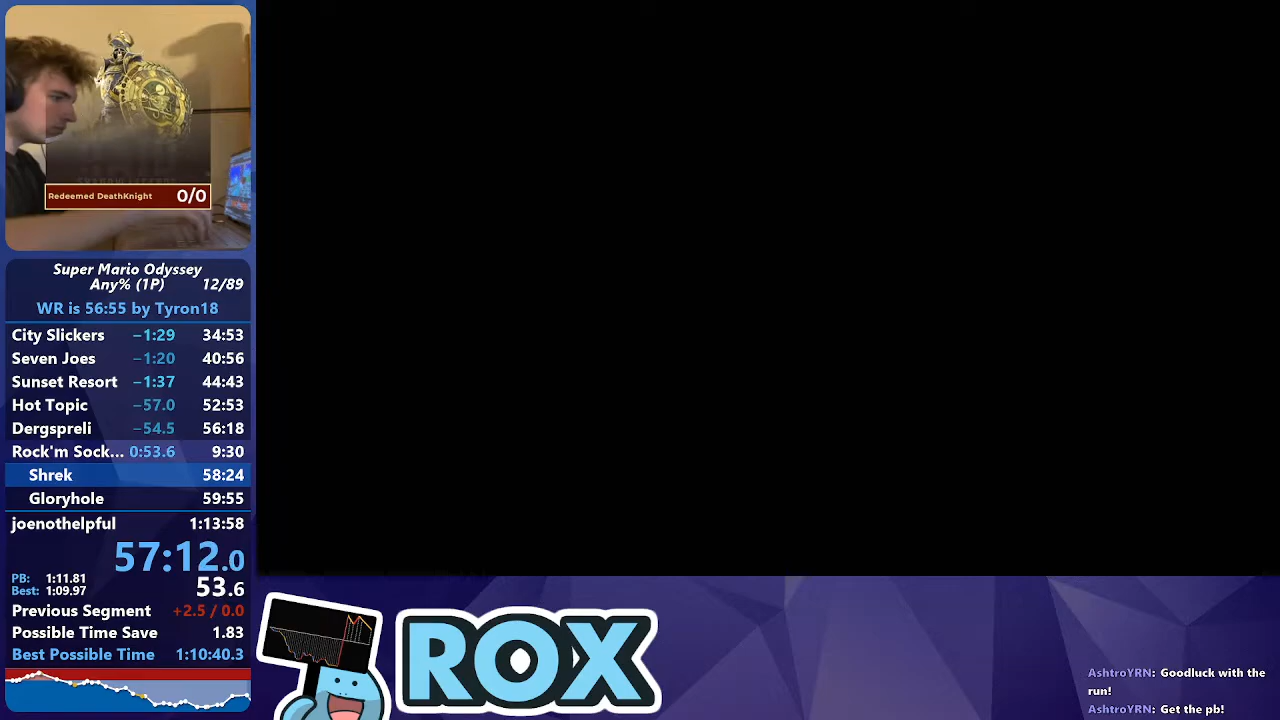 Redeemed DeathKnight 0/0
Super Mario Odyssey
Any% (1P) 12/89
WR is 56:55 by Tyron18
City Slickers −1:29 34:53
Seven Joes −1:20 40:56
Sunset Resort −1:37 44:43
Hot Topic −57.0 52:53
Dergspreli −54.5 56:18
Rock'm Sock... 0:53.6 9:30
Shrek 58:24
Gloryhole 59:55
joenothelpful 1:13:58
57:12.0
PB: 1:11.81
Best: 1:09.97
53.6
Previous Segment +2.5 / 0.0
Possible Time Save 1.83
Best Possible Time 1:10:40.3
ROX
AshtroYRN: Goodluck with the
run!
AshtroYRN: Get the pb!